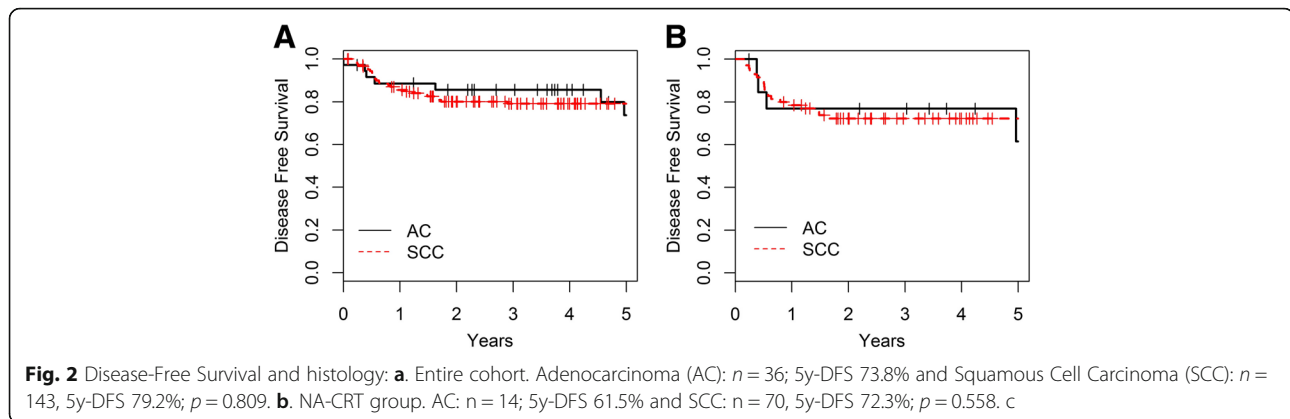 A
B
Disease Free Survival
1.0
0.8
0.6
0.4
0.2
0.0
AC
SCC
0 1 2 3 4 5
Years
Disease Free Survival
1.0
0.8
0.6
0.4
0.2
0.0
AC
SCC
0 1 2 3 4 5
Years
Fig. 2 Disease-Free Survival and histology: a. Entire cohort. Adenocarcinoma (AC): n = 36; 5y-DFS 73.8% and Squamous Cell Carcinoma (SCC): n =
143, 5y-DFS 79.2%; p = 0.809. b. NA-CRT group. AC: n = 14; 5y-DFS 61.5% and SCC: n = 70, 5y-DFS 72.3%; p = 0.558. c